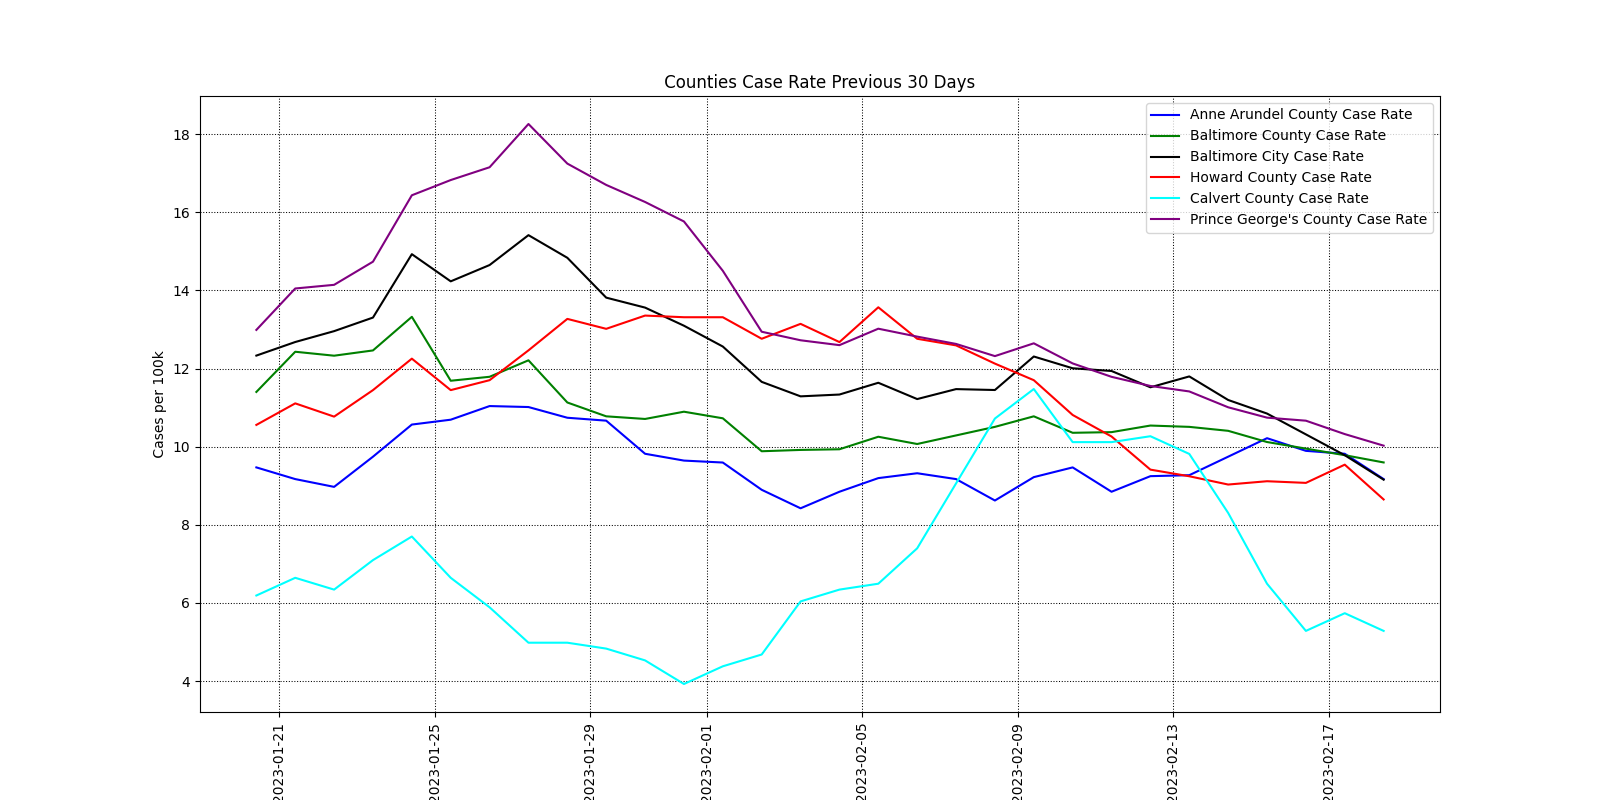 Counties Case Rate Previous 30 Days
Anne Arundel County Case Rate
Baltimore County Case Rate
Baltimore City Case Rate
Howard County Case Rate
Calvert County Case Rate
Prince George's County Case Rate
Cases per 100k
18
16
14
12
10
8
6
4
2023-01-21
2023-01-25
2023-01-29
2023-02-01
2023-02-05
2023-02-09
2023-02-13
2023-02-17